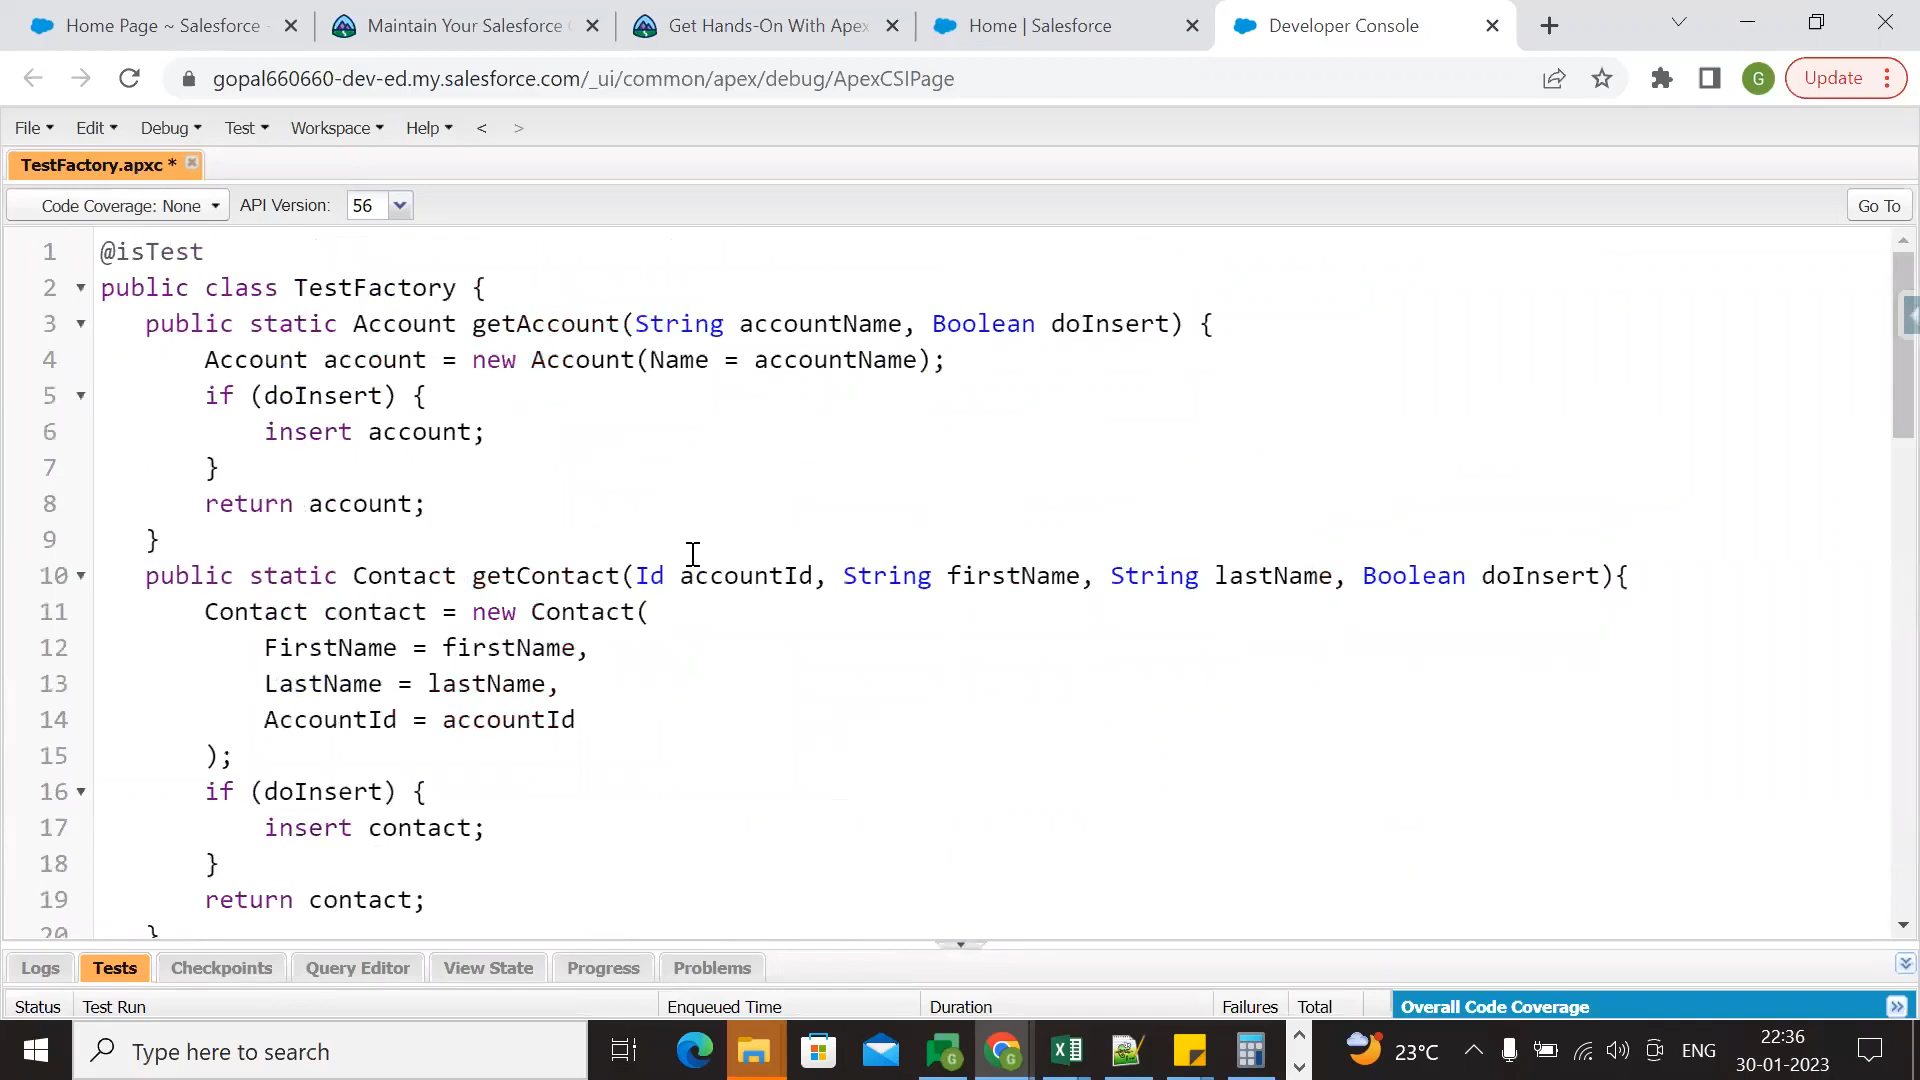 Home Page ~ Salesforce -
Maintain Your Salesforce
Get Hands-On With Apex
Home | Salesforce
Developer Console
gopal660660-dev-ed.my.salesforce.com/_ui/common/apex/debug/ApexCSIPage
G
Update
File Edit Debug Test Workspace Help < >
TestFactory.apxc *
Code Coverage: None API Version: 56 Go To
1 @isTest
2 public class TestFactory {
3 public static Account getAccount(String accountName, Boolean doInsert) {
4 Account account = new Account(Name = accountName);
5 if (doInsert) {
6 insert account;
7 }
8 return account;
9 }
10 public static Contact getContact(Id accountId, String firstName, String lastName, Boolean doInsert){
11 Contact contact = new Contact(
12 FirstName = firstName,
13 LastName = lastName,
14 AccountId = accountId
15 );
16 if (doInsert) {
17 insert contact;
18 }
19 return contact;
20 }
Logs Tests Checkpoints Query Editor View State Progress Problems
Status Test Run Enqueued Time Duration Failures Total Overall Code Coverage
Type here to search
23°C
ENG
22:36
30-01-2023